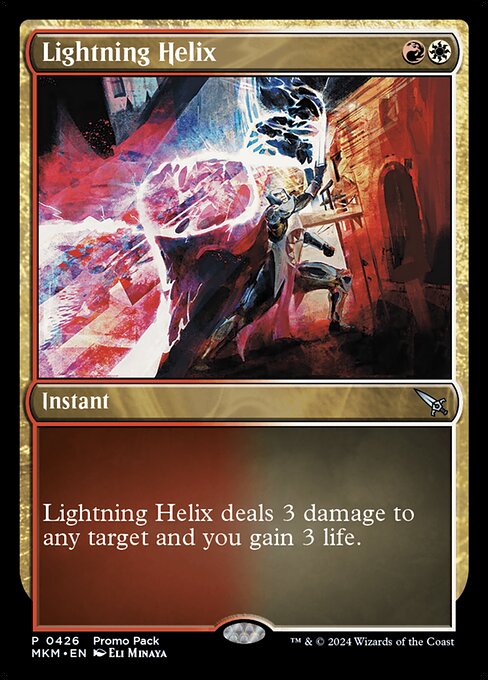 Lightning Helix
Instant
Lightning Helix deals 3 damage to
any target and you gain 3 life.
P 0426 Promo Pack
MKM • EN Eli Minaya
™ & © 2024 Wizards of the Coast